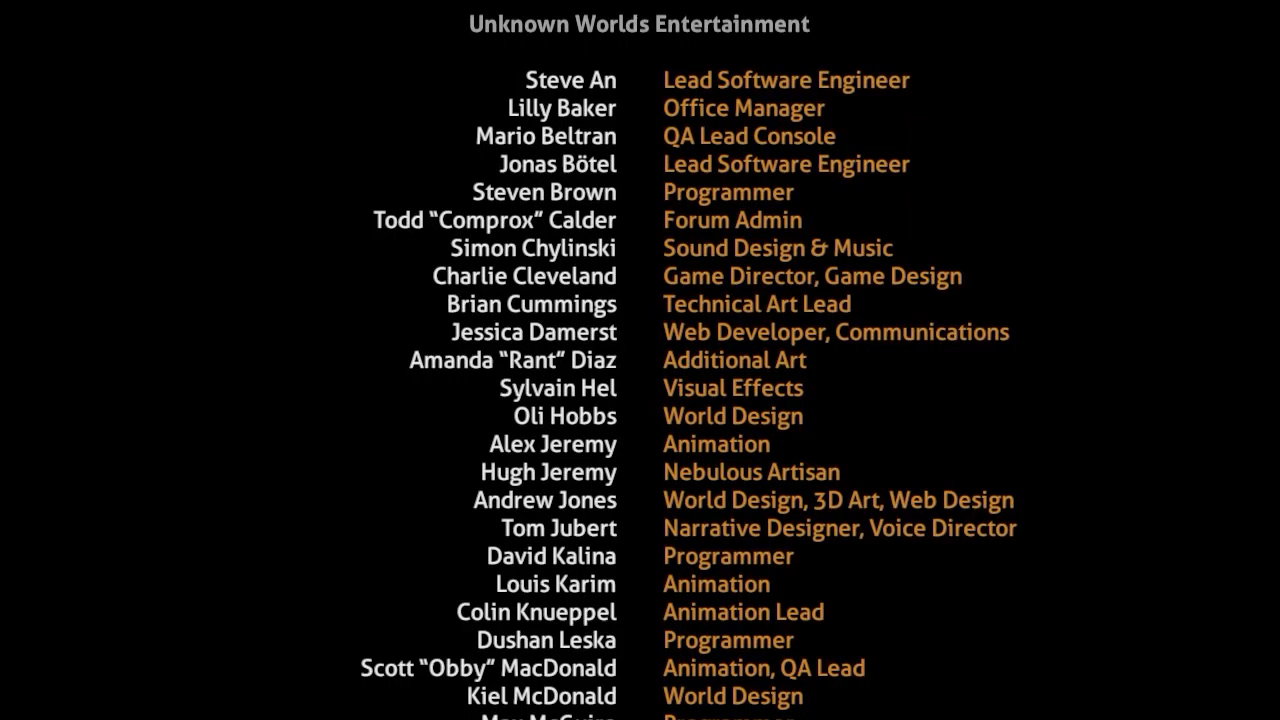 Unknown Worlds Entertainment
Steve An Lead Software Engineer
Lilly Baker Office Manager
Mario Beltran QA Lead Console
Jonas Bötel Lead Software Engineer
Steven Brown Programmer
Todd “Comprox” Calder Forum Admin
Simon Chylinski Sound Design & Music
Charlie Cleveland Game Director, Game Design
Brian Cummings Technical Art Lead
Jessica Damerst Web Developer, Communications
Amanda “Rant” Diaz Additional Art
Sylvain Hel Visual Effects
Oli Hobbs World Design
Alex Jeremy Animation
Hugh Jeremy Nebulous Artisan
Andrew Jones World Design, 3D Art, Web Design
Tom Jubert Narrative Designer, Voice Director
David Kalina Programmer
Louis Karim Animation
Colin Knueppel Animation Lead
Dushan Leska Programmer
Scott “Obby” MacDonald Animation, QA Lead
Kiel McDonald World Design